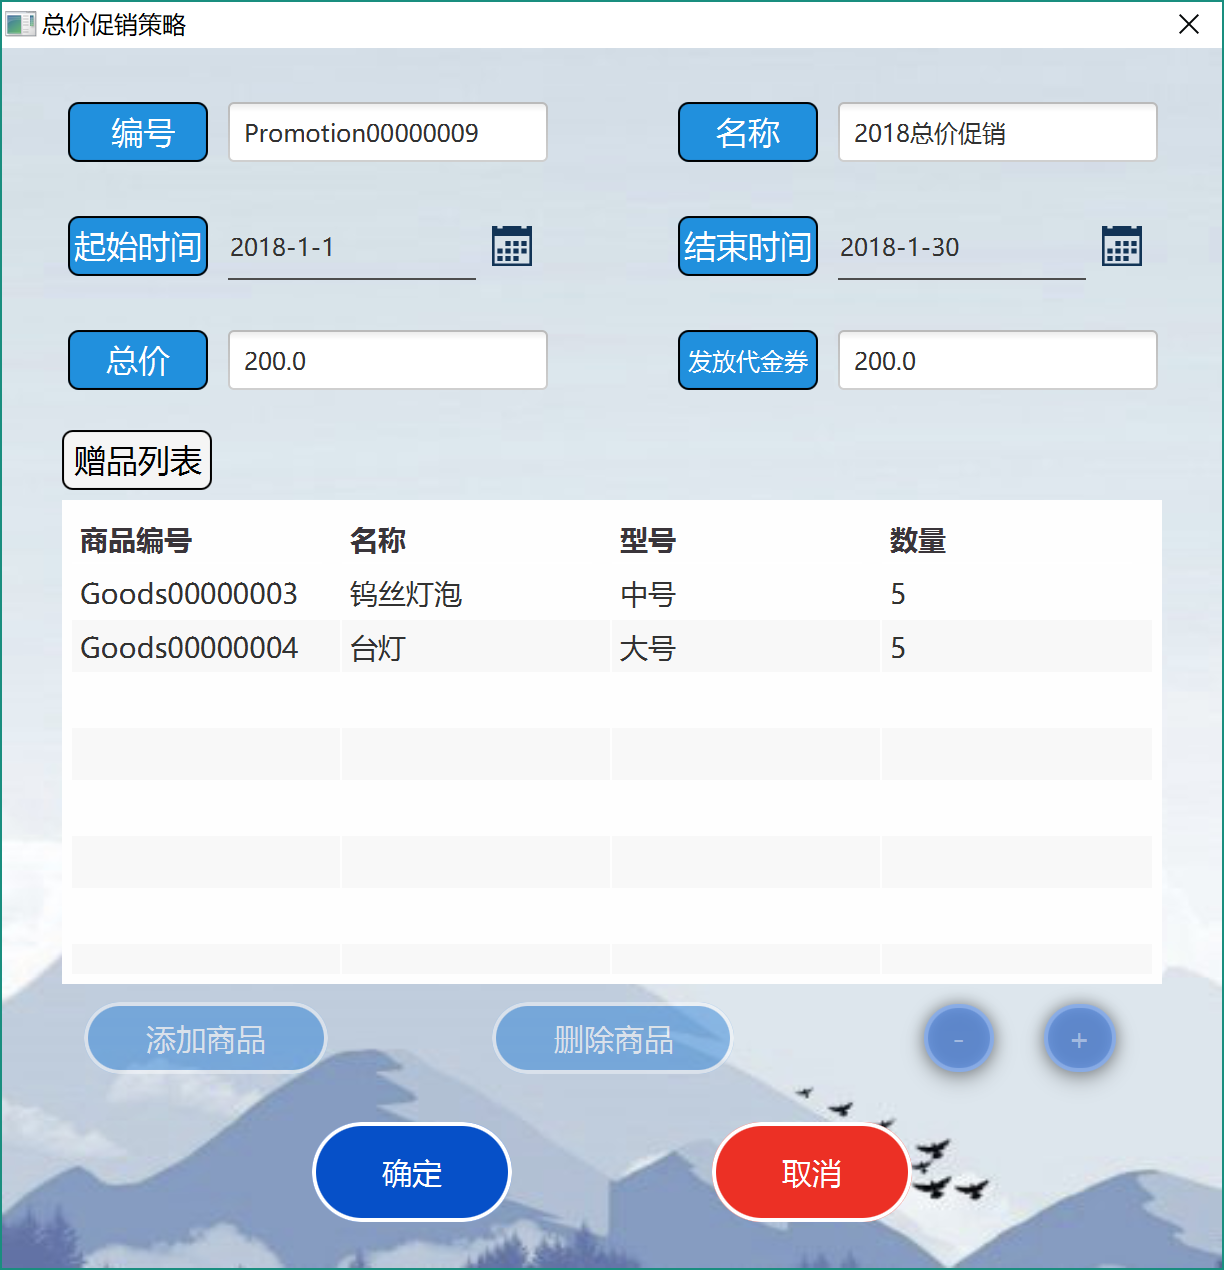 总价促销策略
编号 Promotion00000009 名称 2018总价促销
起始时间 2018-1-1 结束时间 2018-1-30
总价 200.0 发放代金券 200.0
赠品列表
商品编号 名称 型号 数量
Goods00000003 钨丝灯泡 中号 5
Goods00000004 台灯 大号 5
添加商品 删除商品 - +
确定 取消